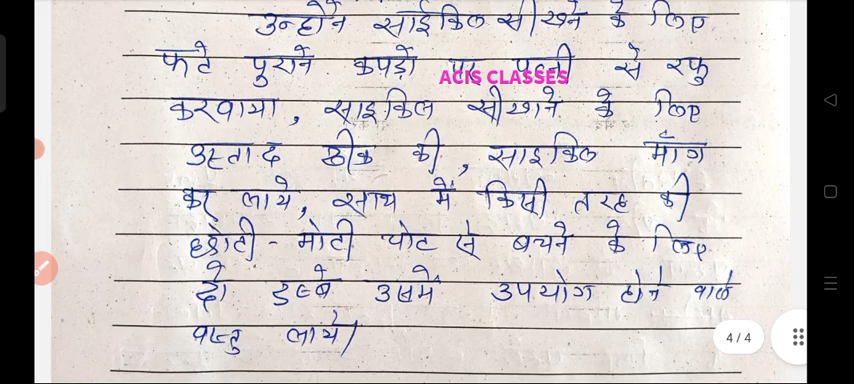 उन्होंने साईकिल सीखने के लिए
फटे पुराने कपड़ों पर पत्नी से रफु
ACIS CLASSES
करवाया, साइकिल सीखाने के लिए
उस्ताद ठीक की, साइकिल माँग
कर लाये, साथ में किसी तरह की
छोटी - मोटी चोट से बचने के लिए
दो डब्बे उसमें उपयोग होने वाले
वस्तु लाये।
4/4